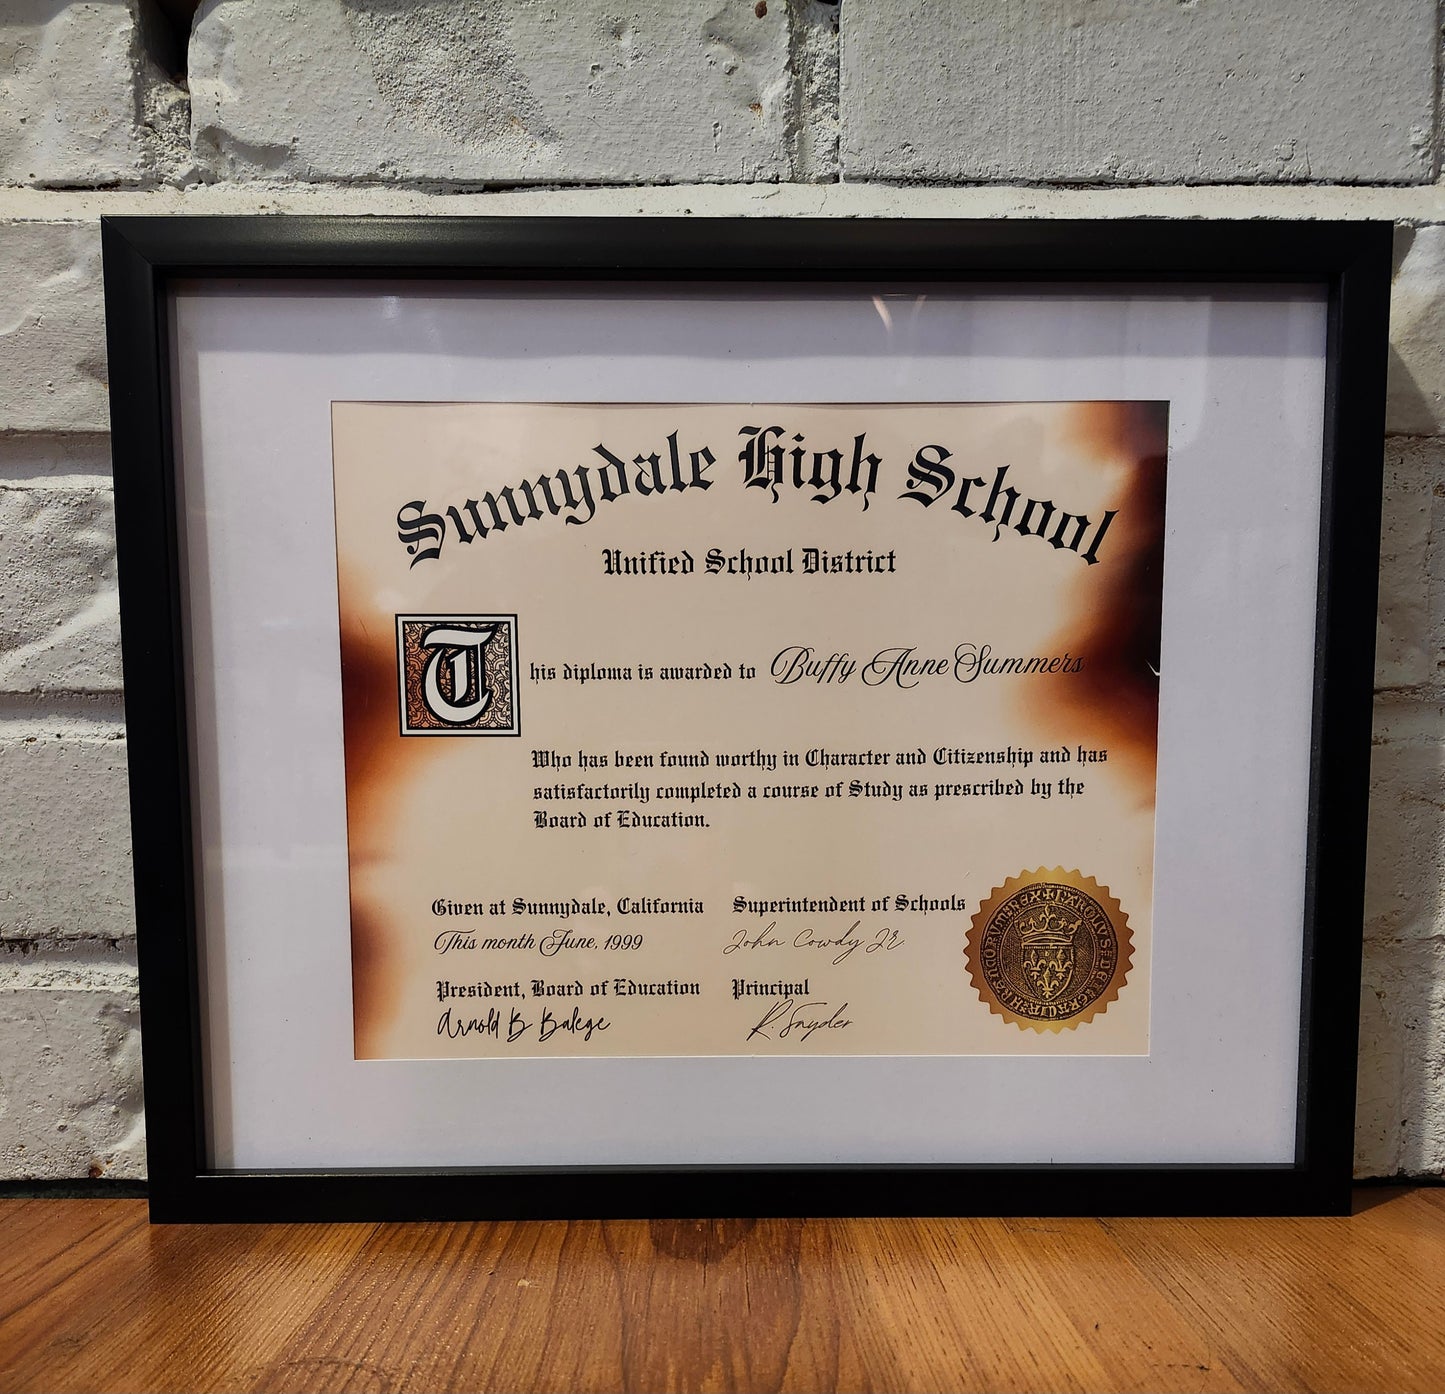 Sunnydale High School
Unified School District
This diploma is awarded to Buffy Anne Summers
Who has been found worthy in Character and Citizenship and has
satisfactorily completed a course of Study as prescribed by the
Board of Education.
Given at Sunnydale, California
This month June, 1999
Superintendent of Schools
John Cowdy Jr
President, Board of Education
Arnold B Balege
Principal
R. Snyder